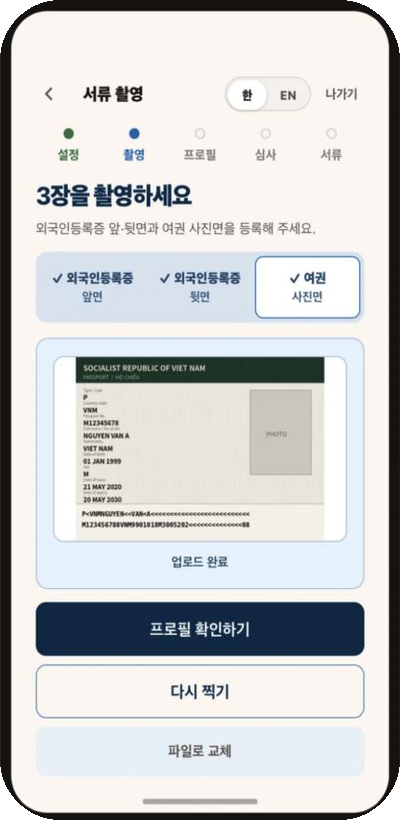 서류 촬영
한 EN 나가기
설정 촬영 프로필 심사 서류
3장을 촬영하세요
외국인등록증 앞·뒷면과 여권 사진면을 등록해 주세요.
✓ 외국인등록증 ✓ 외국인등록증 ✓ 여권
앞면 뒷면 사진면
SOCIALIST REPUBLIC OF VIET NAM
PASSPORT / HỘ CHIẾU
P
VNM
M12345678
NGUYEN VAN A
VIET NAM
01 JAN 1999
M
21 MAY 2020
20 MAY 2030
PHOTO
업로드 완료
프로필 확인하기
다시 찍기
파일로 교체